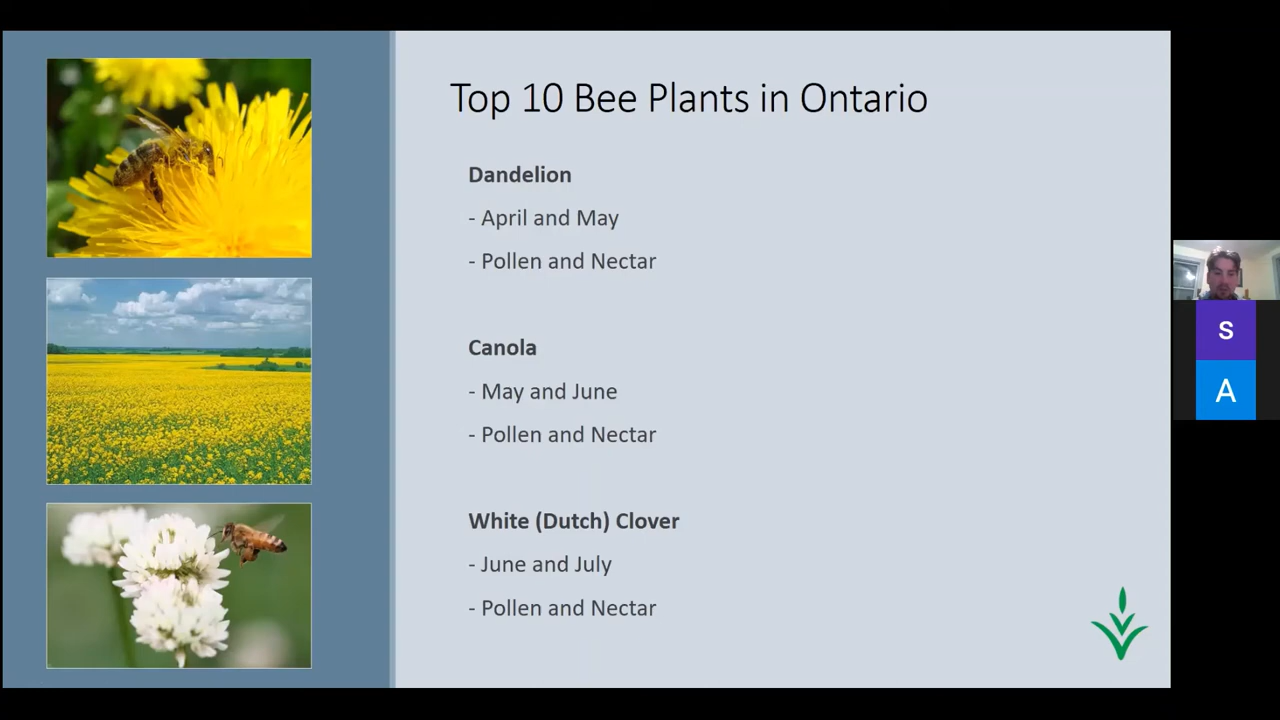 Top 10 Bee Plants in Ontario
Dandelion
- April and May
- Pollen and Nectar
Canola
- May and June
- Pollen and Nectar
White (Dutch) Clover
- June and July
- Pollen and Nectar
S
A